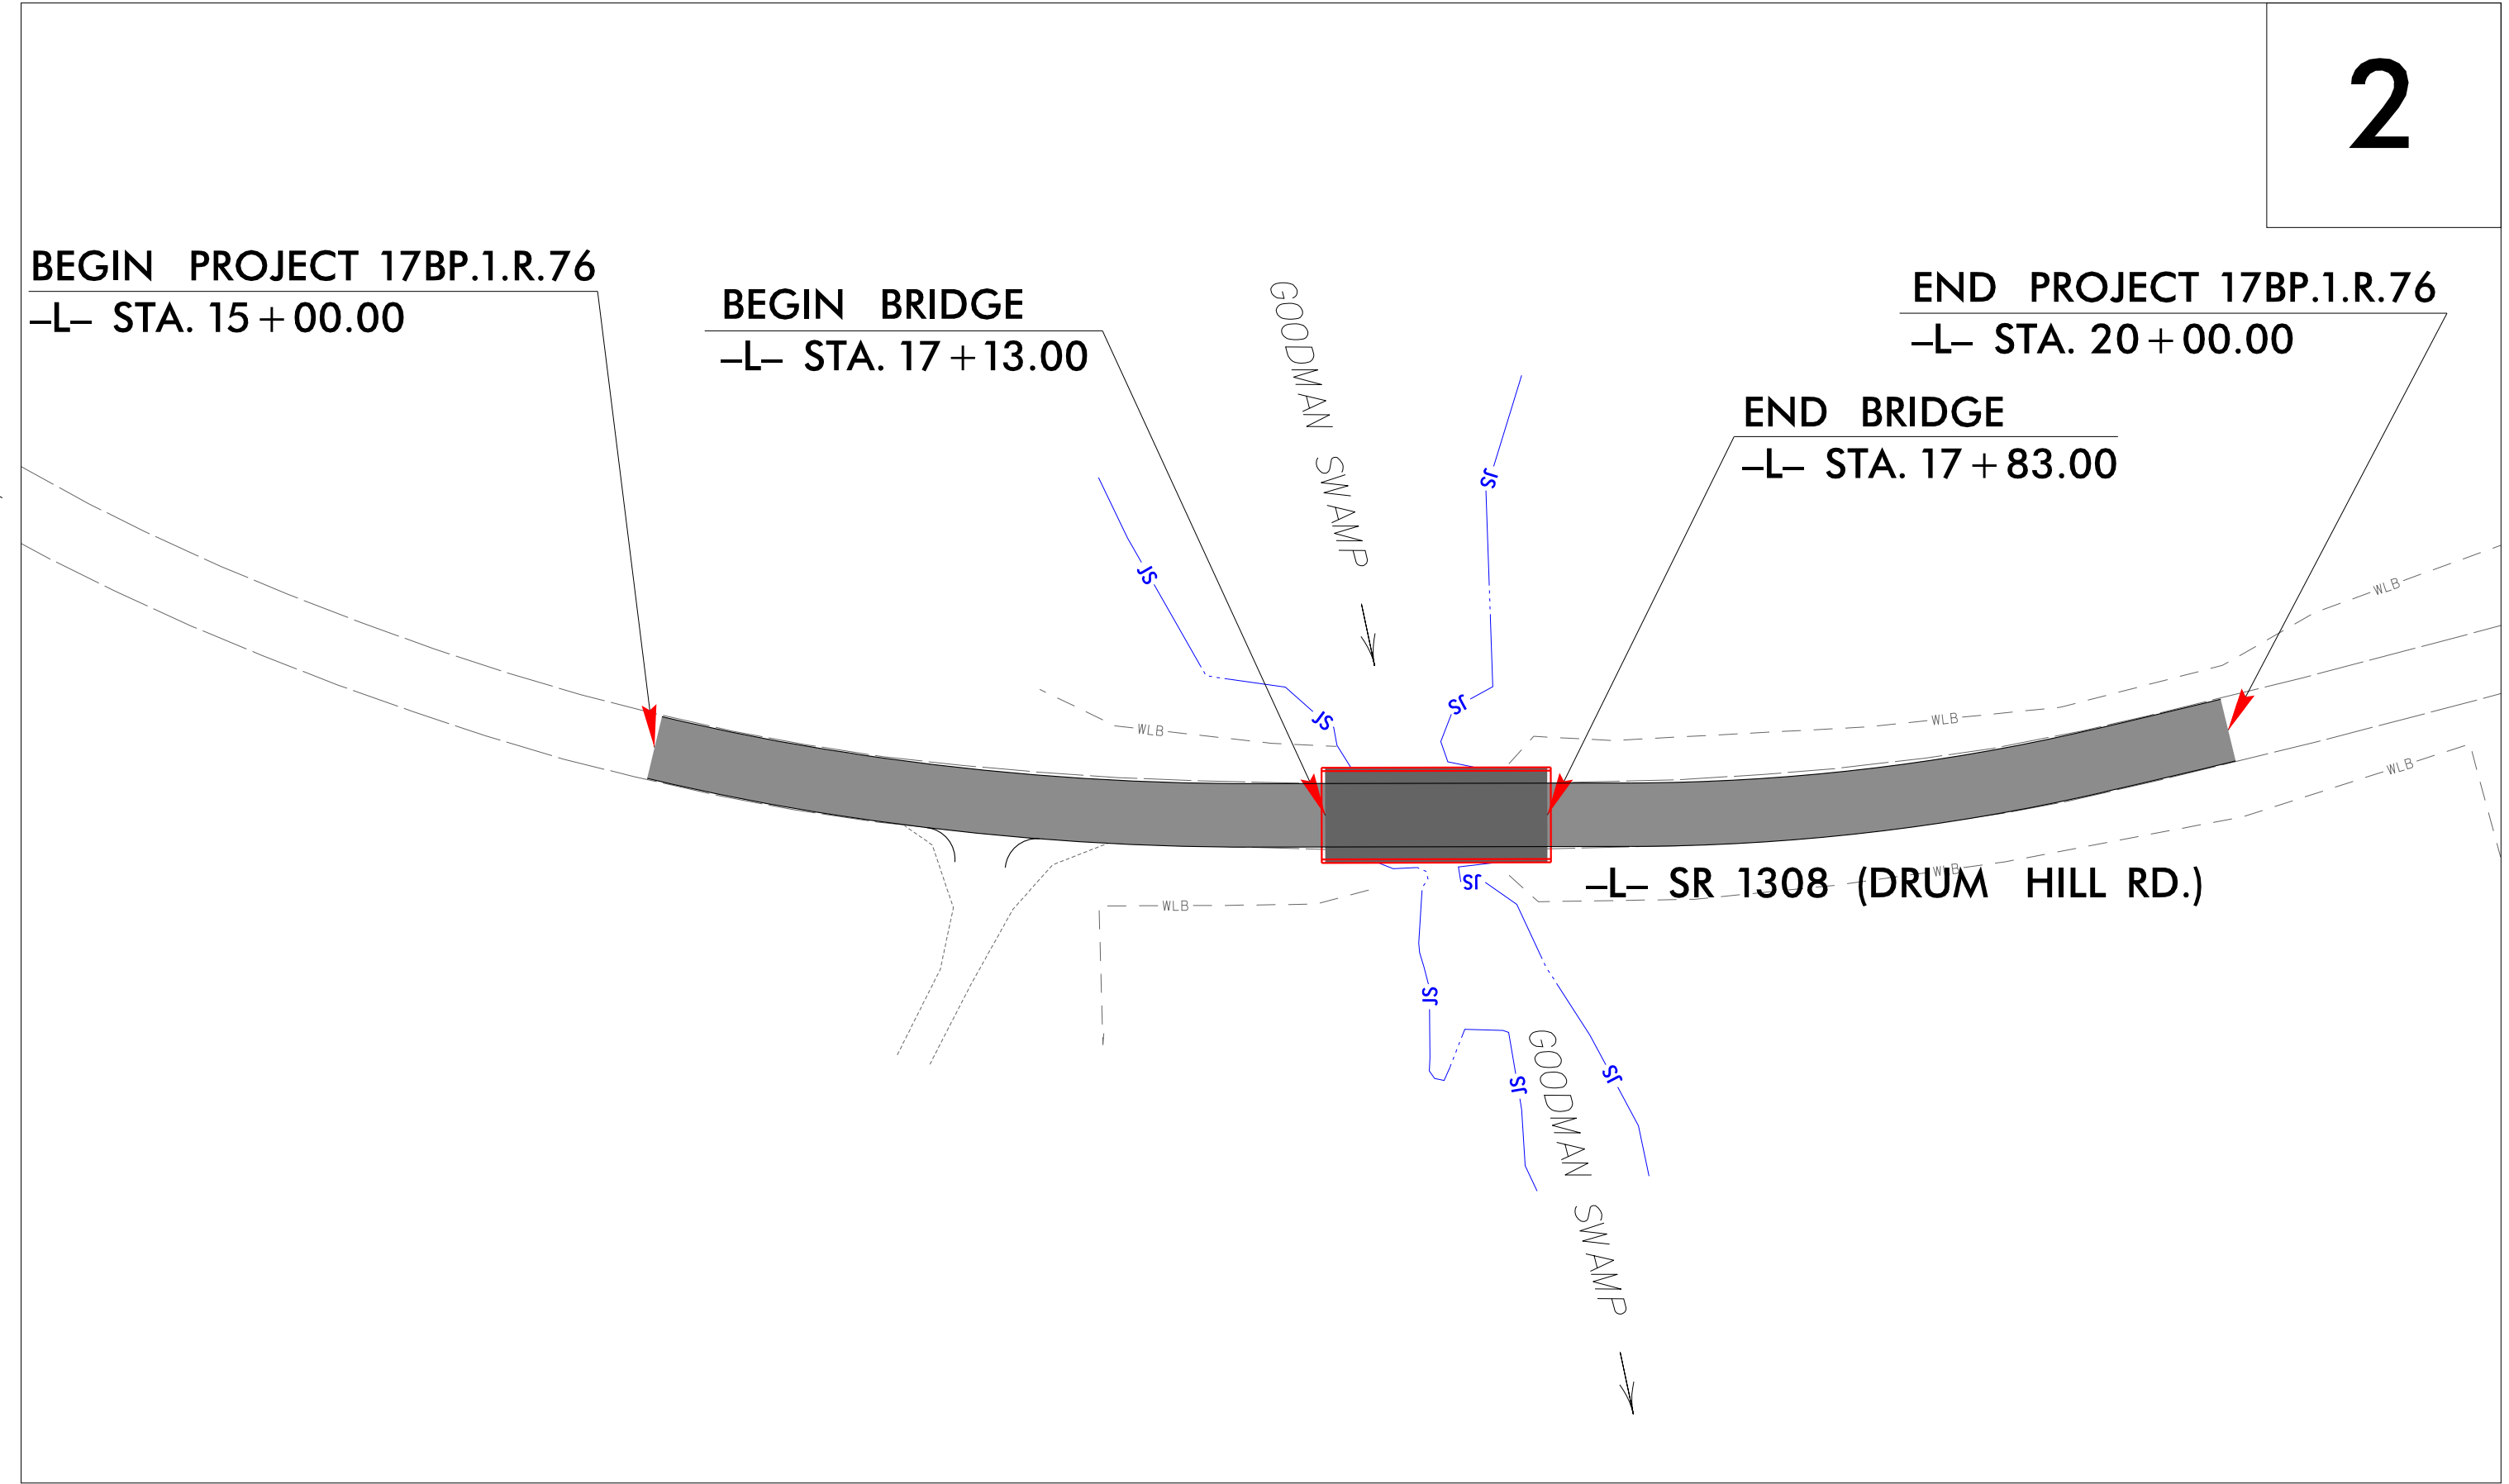 2
BEGIN PROJECT 17BP.1.R.76
-L- STA. 15+00.00
BEGIN BRIDGE
-L- STA. 17+13.00
END PROJECT 17BP.1.R.76
-L- STA. 20+00.00
END BRIDGE
-L- STA. 17+83.00
GOODMAN SWAMP
JS
JS
JS
JS
WLB
WLB
WLB
WLB
WLB
WLB
-L- SR 1308 (DRUM HILL RD.)
JS
JS
JS
JS
GOODMAN SWAMP